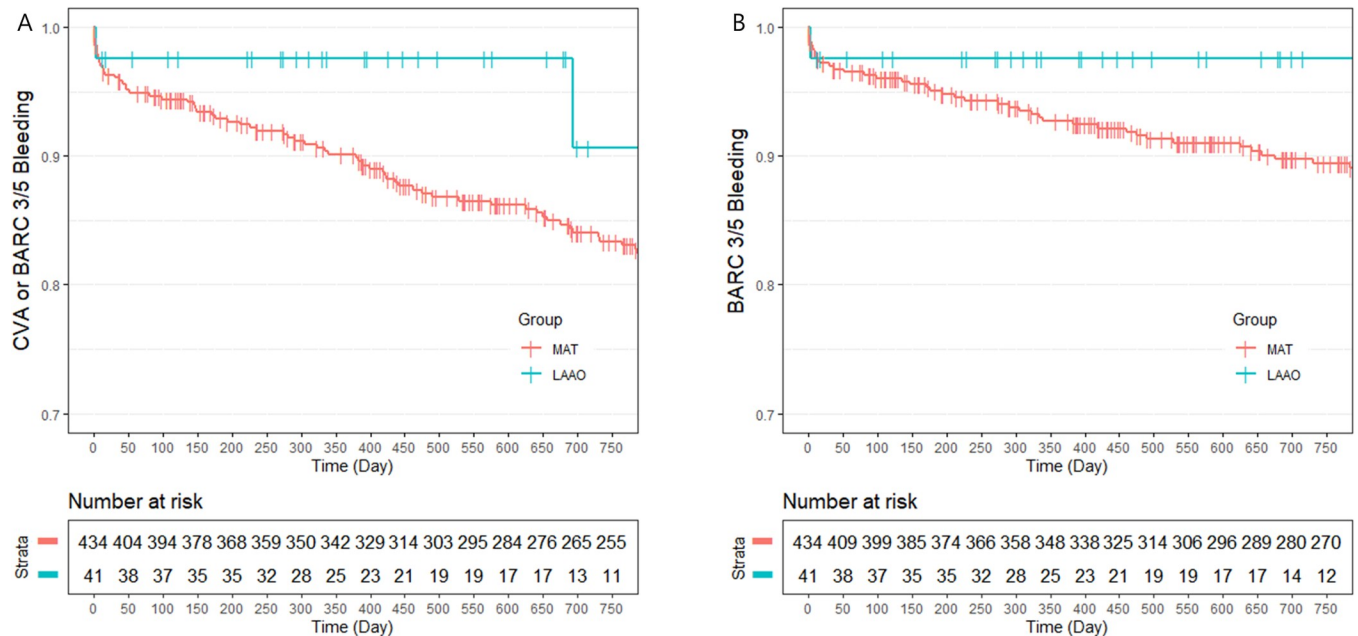 A
CVA or BARC 3/5 Bleeding
1.0
0.9
0.8
0.7
Group
MAT
LAAO
0 50 100 150 200 250 300 350 400 450 500 550 600 650 700 750
Time (Day)
Number at risk
Strata
434 404 394 378 368 359 350 342 329 314 303 295 284 276 265 255
41 38 37 35 35 32 28 25 23 21 19 19 17 17 13 11
0 50 100 150 200 250 300 350 400 450 500 550 600 650 700 750
Time (Day)
B
BARC 3/5 Bleeding
1.0
0.9
0.8
0.7
Group
MAT
LAAO
0 50 100 150 200 250 300 350 400 450 500 550 600 650 700 750
Time (Day)
Number at risk
Strata
434 409 399 385 374 366 358 348 338 325 314 306 296 289 280 270
41 38 37 35 35 32 28 25 23 21 19 19 17 17 14 12
0 50 100 150 200 250 300 350 400 450 500 550 600 650 700 750
Time (Day)